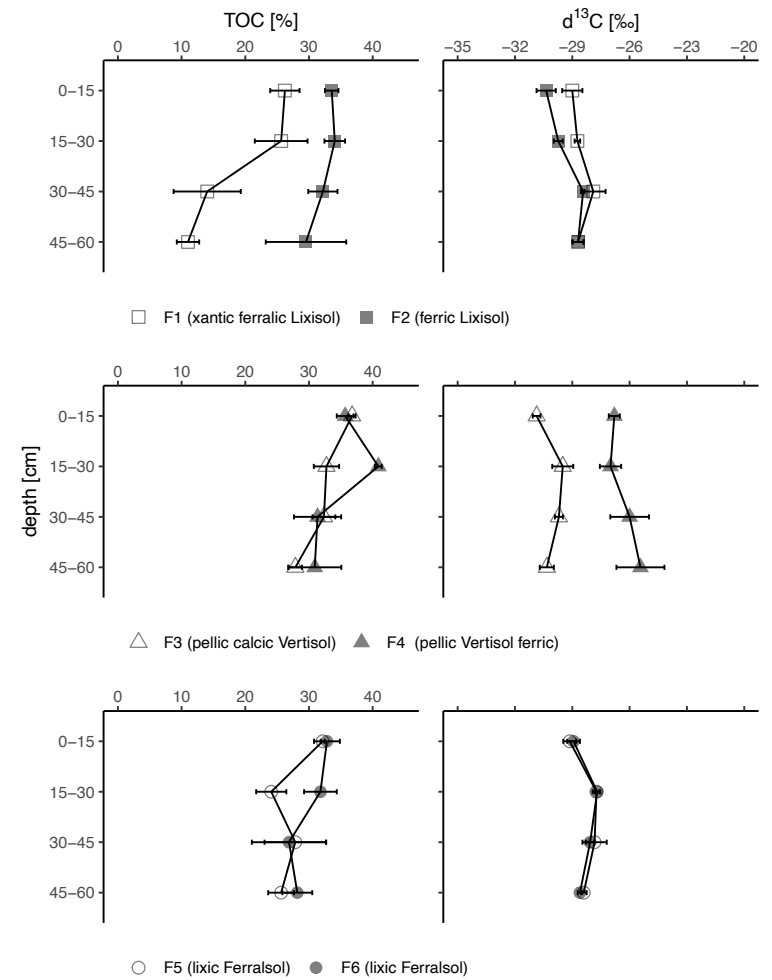 TOC [%]
d¹³C [‰]
0 10 20 30 40
−35 −32 −29 −26 −23 −20
0−15
15−30
30−45
45−60
F1 (xantic ferralic Lixisol) F2 (ferric Lixisol)
0 10 20 30 40
depth [cm]
0−15
15−30
30−45
45−60
F3 (pellic calcic Vertisol) F4 (pellic Vertisol ferric)
0 10 20 30 40
0−15
15−30
30−45
45−60
F5 (lixic Ferralsol) F6 (lixic Ferralsol)